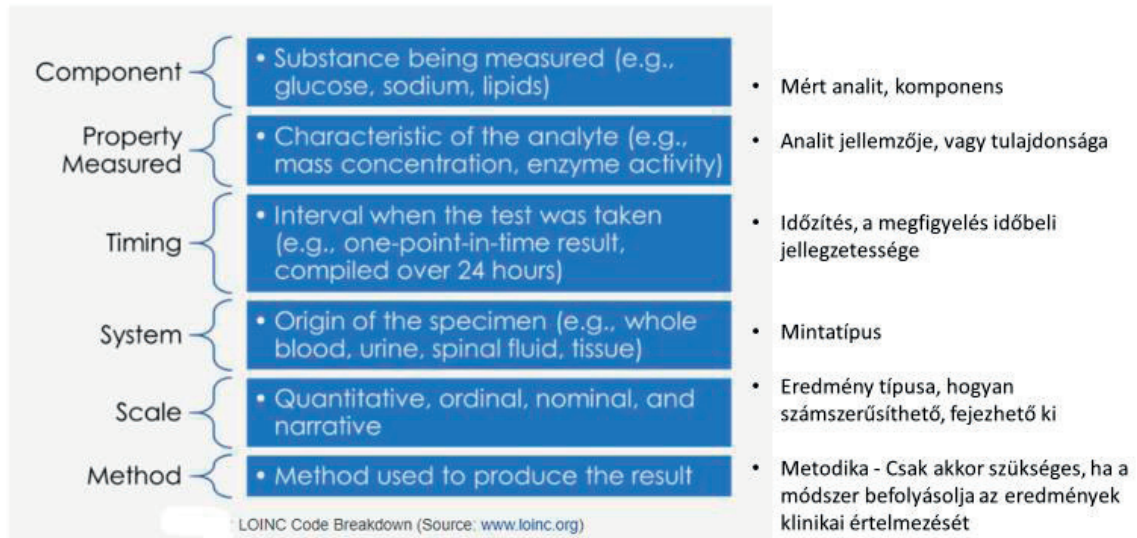 Component
• Substance being measured (e.g.,
glucose, sodium, lipids)
• Mért analit, komponens
Property
Measured
• Characteristic of the analyte (e.g.,
mass concentration, enzyme activity)
• Analit jellemzője, vagy tulajdonsága
Timing
• Interval when the test was taken
(e.g., one-point-in-time result,
compiled over 24 hours)
• Időzítés, a megfigyelés időbeli
jellegzetessége
System
• Origin of the specimen (e.g., whole
blood, urine, spinal fluid, tissue)
• Mintatípus
Scale
• Quantitative, ordinal, nominal, and
narrative
• Eredmény típusa, hogyan
számszerűsíthető, fejezhető ki
Method
• Method used to produce the result
• Metodika - Csak akkor szükséges, ha a
módszer befolyásolja az eredmények
klinikai értelmezését
: LOINC Code Breakdown (Source: www.loinc.org)